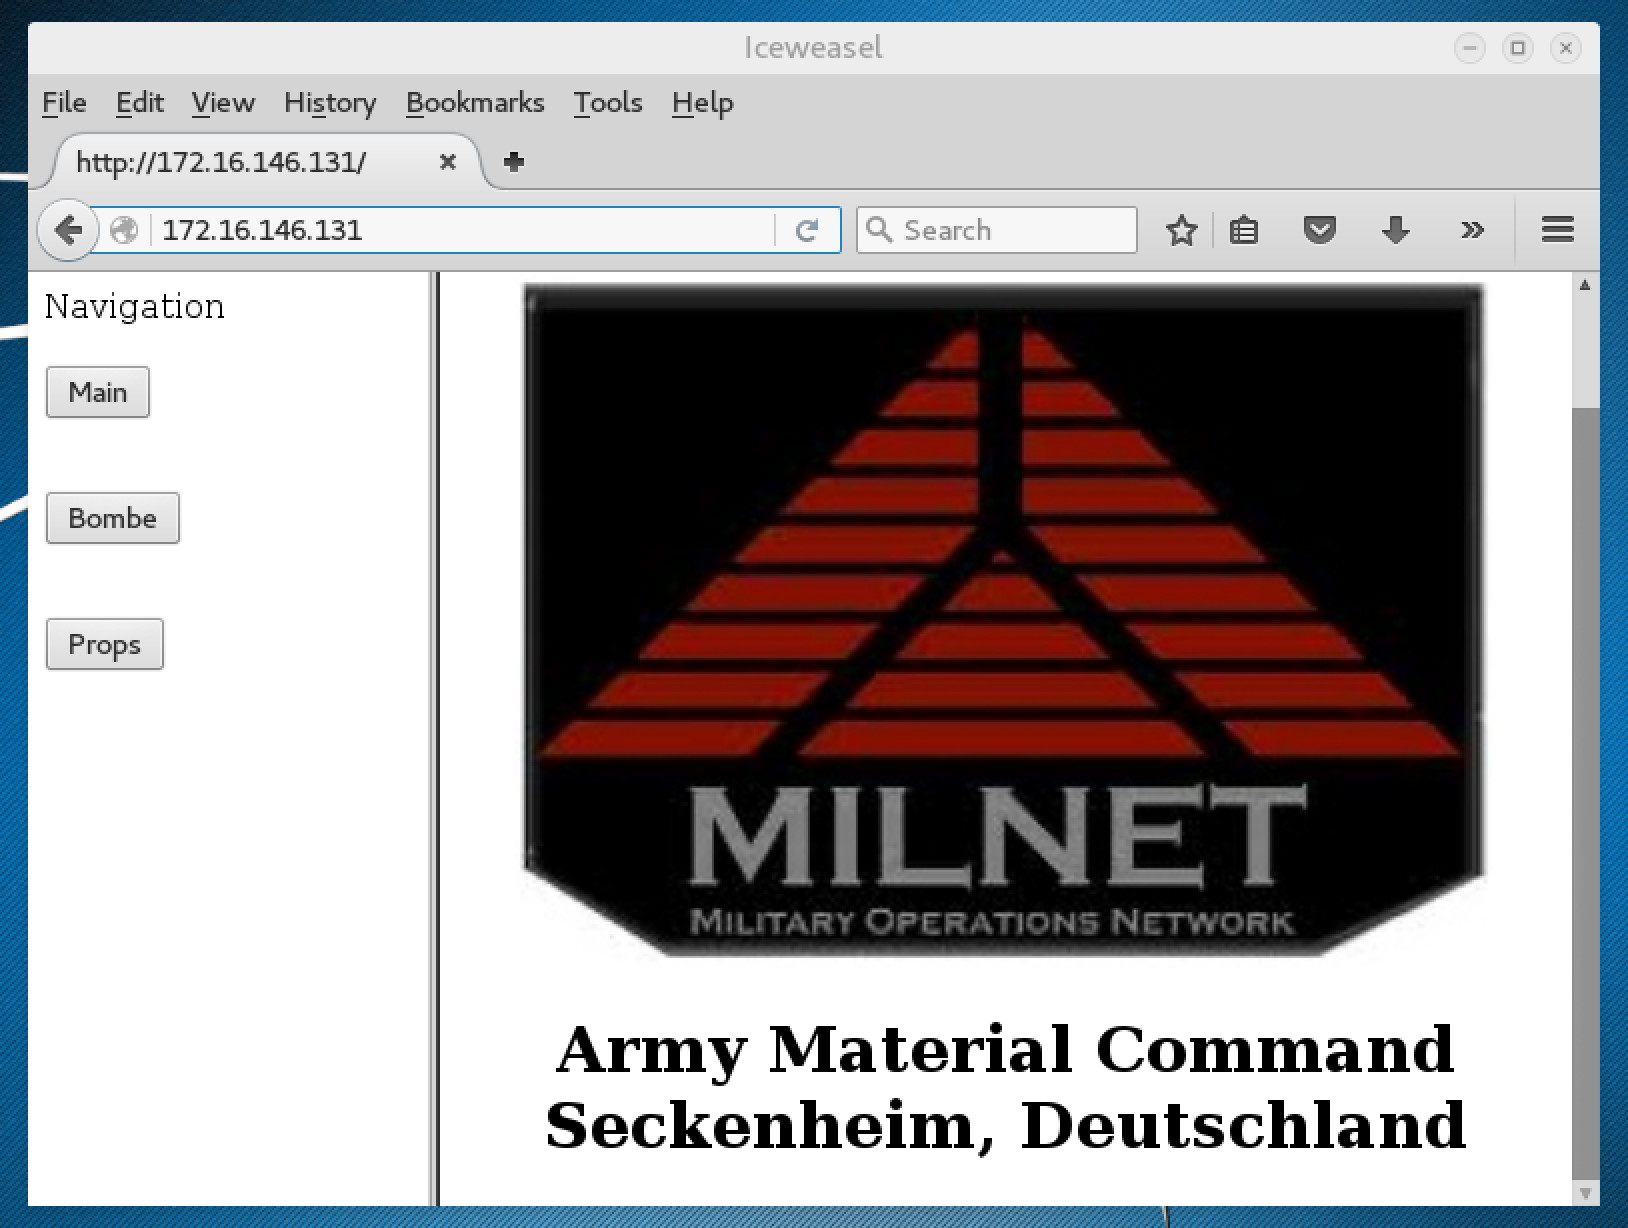 Iceweasel
File Edit View History Bookmarks Tools Help
http://172.16.146.131/
172.16.146.131
Search
Navigation
Main
Bombe
Props
MILNET
MILITARY OPERATIONS NETWORK
Army Material Command
Seckenheim, Deutschland